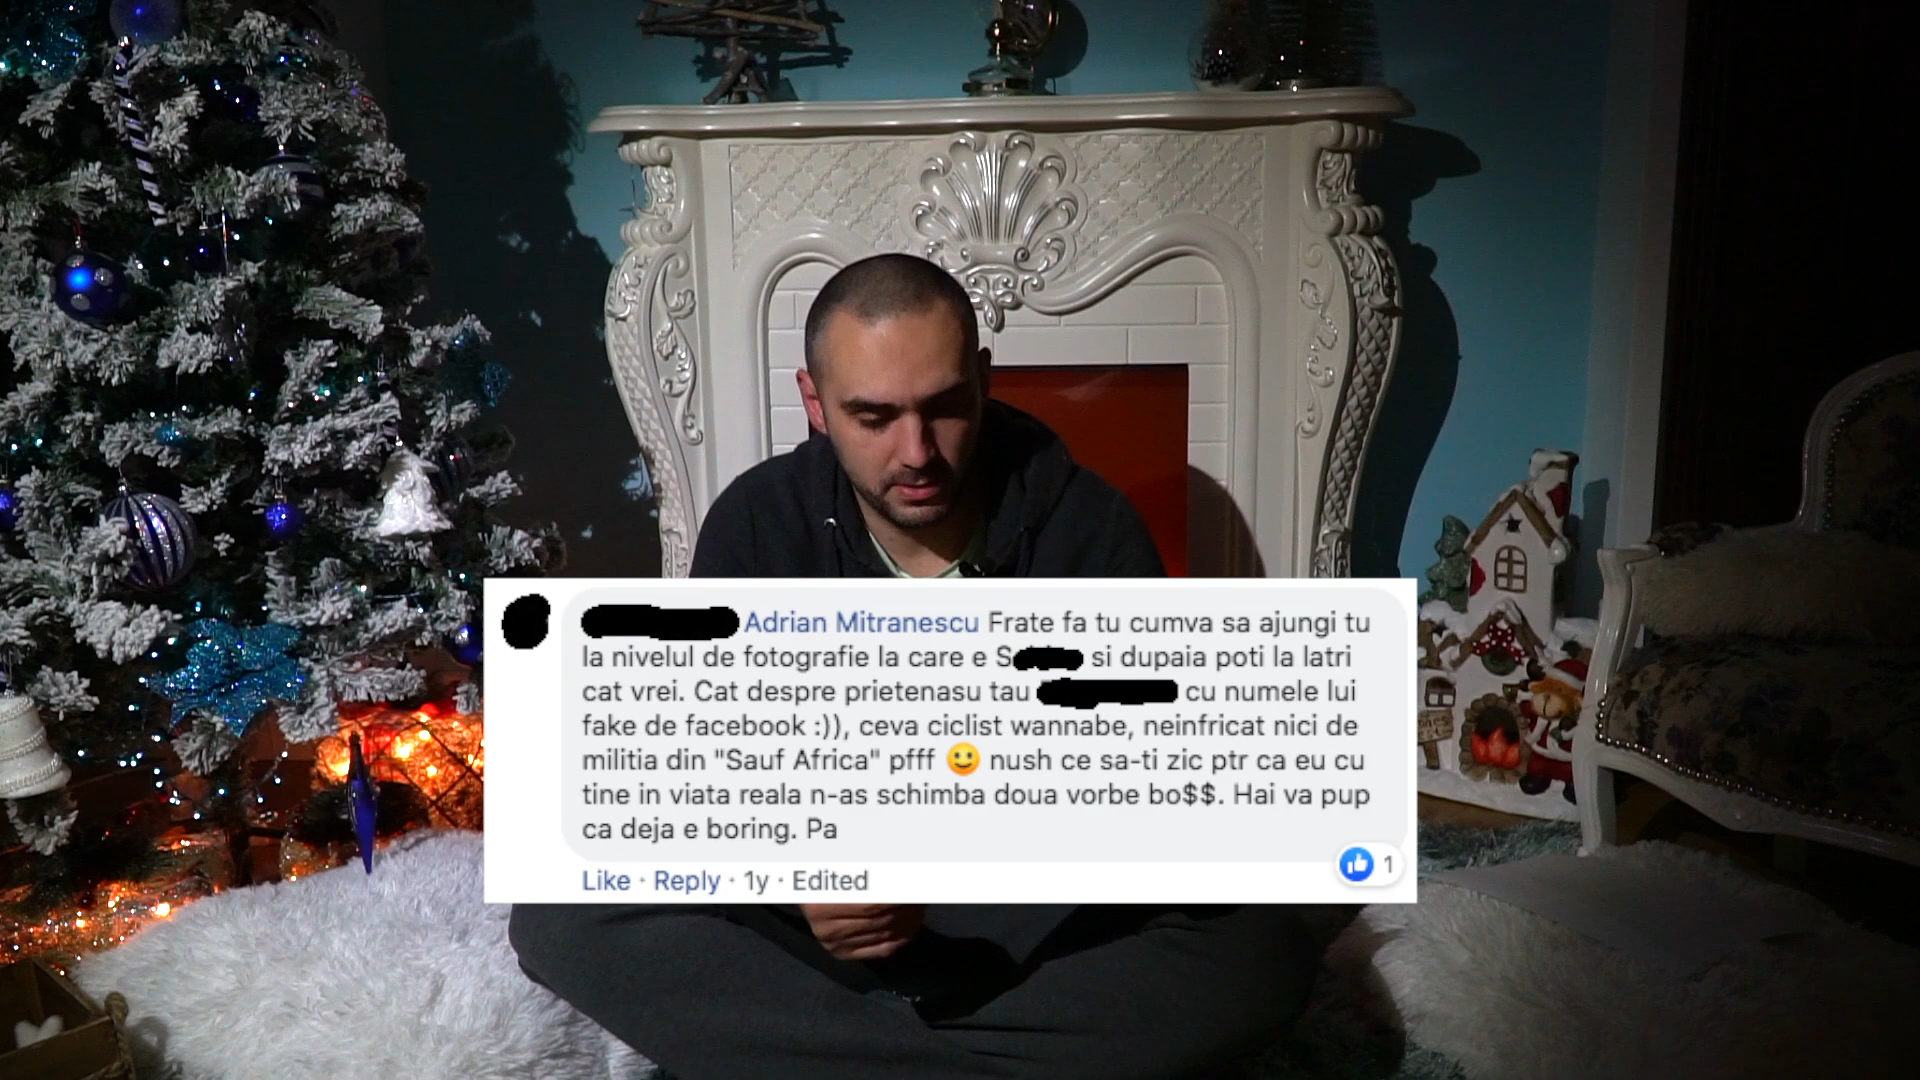 Adrian Mitranescu Frate fa tu cumva sa ajungi tu
la nivelul de fotografie la care e S si dupaia poti la latri
cat vrei. Cat despre prietenasu tau cu numele lui
fake de facebook :)), ceva ciclist wannabe, neinfricat nici de
militia din "Sauf Africa" pfff 🙂 nush ce sa-ti zic ptr ca eu cu
tine in viata reala n-as schimba doua vorbe bo$$. Hai va pup
ca deja e boring. Pa
1
Like · Reply · 1y · Edited